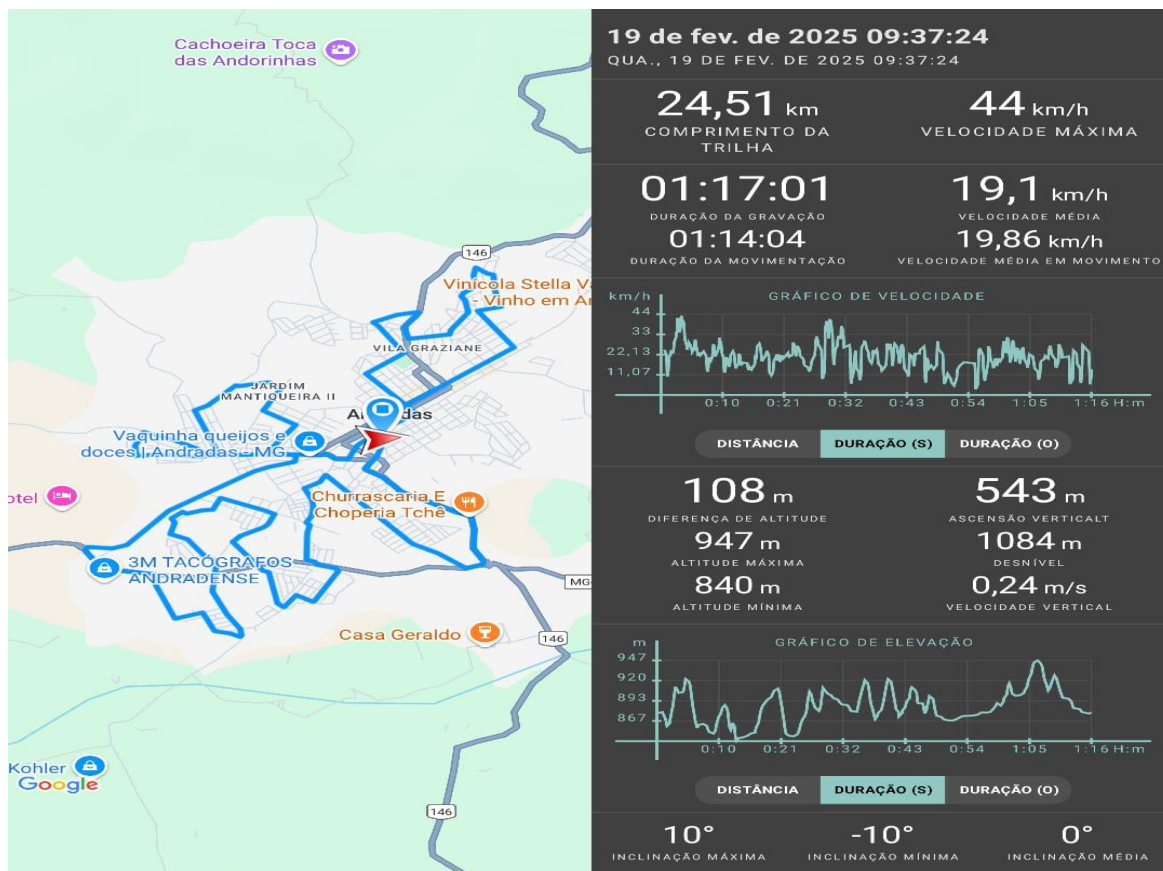 Cachoeira Toca
das Andorinhas
146
Vinícola Stella Va
- Vinho em An
VILA GRAZIANE
JARDIM
MANTIQUEIRA II
Vaquinha queijos e
doces | Andradas - MG
otel
Churrascaria E
Choperia Tchê
3M TACÓGRAFOS
ANDRADENSE
MG
Casa Geraldo
146
Kohler
Google
146
19 de fev. de 2025 09:37:24
QUA., 19 DE FEV. DE 2025 09:37:24
24,51 km
COMPRIMENTO DA
TRILHA
44 km/h
VELOCIDADE MÁXIMA
01:17:01
DURAÇÃO DA GRAVAÇÃO
19,1 km/h
VELOCIDADE MÉDIA
01:14:04
DURAÇÃO DA MOVIMENTAÇÃO
19,86 km/h
VELOCIDADE MÉDIA EM MOVIMENTO
km/h GRÁFICO DE VELOCIDADE
44
33
22,13
11,07
0:10 0:21 0:32 0:43 0:54 1:05 1:16 H:m
DISTÂNCIA DURAÇÃO (S) DURAÇÃO (O)
108 m
DIFERENÇA DE ALTITUDE
543 m
ASCENSÃO VERTICALT
947 m
ALTITUDE MÁXIMA
1084 m
DESNÍVEL
840 m
ALTITUDE MÍNIMA
0,24 m/s
VELOCIDADE VERTICAL
m GRÁFICO DE ELEVAÇÃO
947
920
893
867
0:10 0:21 0:32 0:43 0:54 1:05 1:16 H:m
DISTÂNCIA DURAÇÃO (S) DURAÇÃO (O)
10°
INCLINAÇÃO MÁXIMA
-10°
INCLINAÇÃO MÍNIMA
0°
INCLINAÇÃO MÉDIA